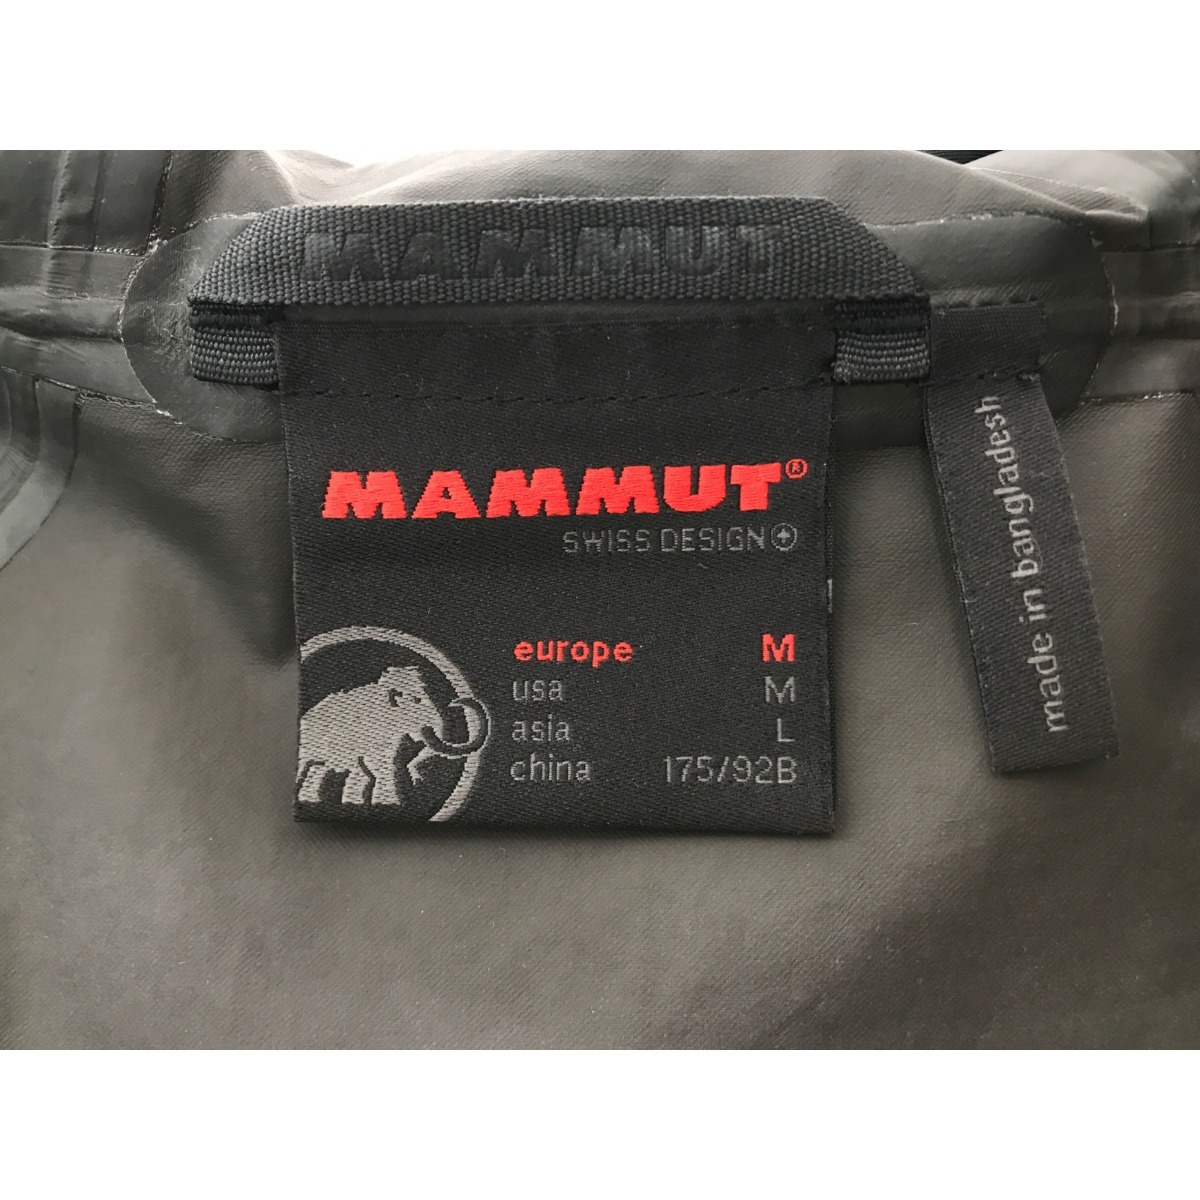 MAMMUT
MAMMUT®
SWISS DESIGN
europe M
usa M
asia L
china 175/92B
made in bangladesh